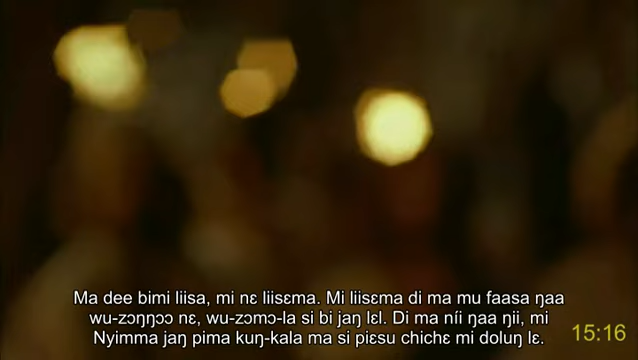 Ma dee bimi liisa, mi nɛ liisɛma. Mi liisɛma di ma mu faasa ŋaa
wu-zɔŋŋɔɔ nɛ, wu-zɔmɔ-la si bi jaŋ lɛl. Di ma níi ŋaa ŋii, mi
Nyimma jaŋ pima kuŋ-kala ma si piɛsu chichɛ mi doluŋ lɛ.
15:16